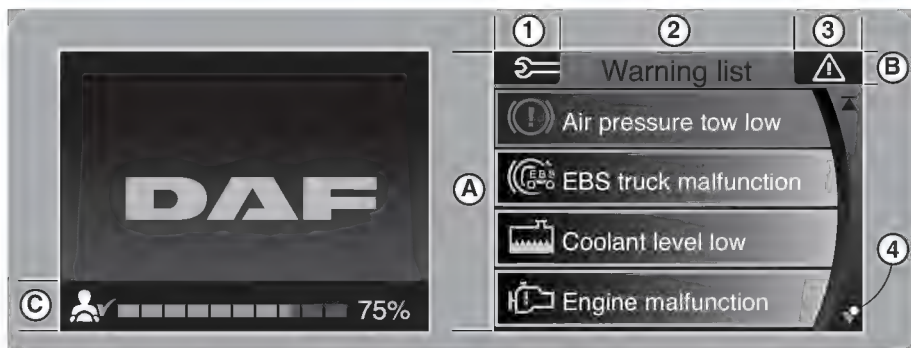 1 2 3
Warning list
B
Air pressure tow low
DAF
A
EBS
EBS truck malfunction
Coolant level low
4
C
75%
Engine malfunction